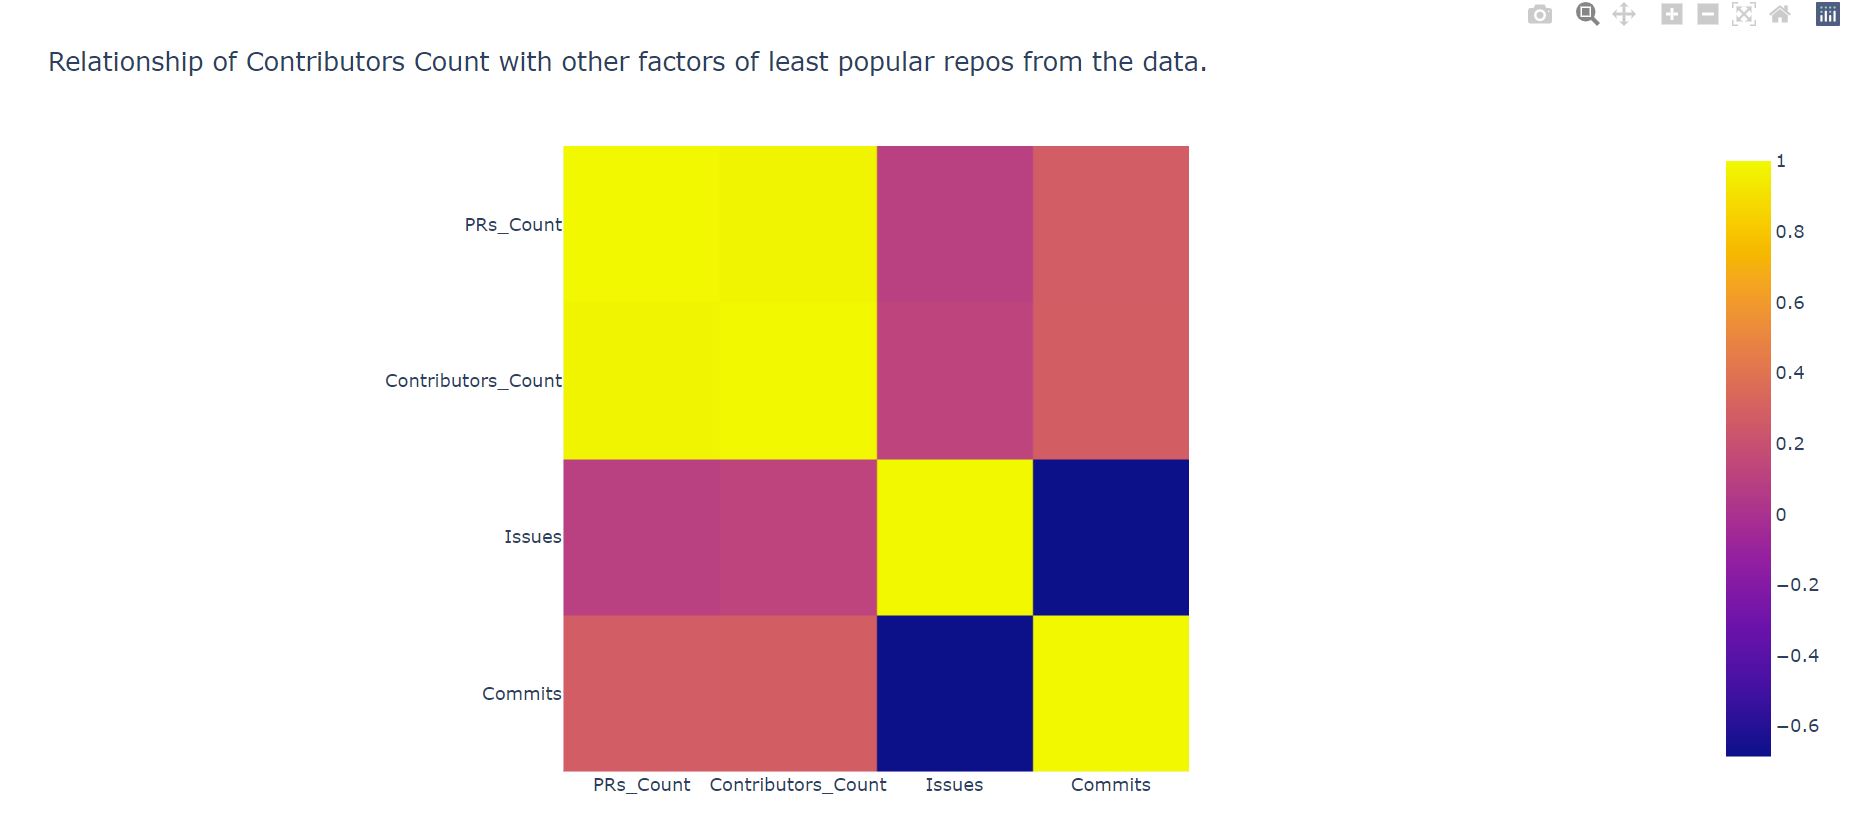 Relationship of Contributors Count with other factors of least popular repos from the data.
PRs_Count
Contributors_Count
Issues
Commits
PRs_Count Contributors_Count Issues Commits
1
0.8
0.6
0.4
0.2
0
−0.2
−0.4
−0.6